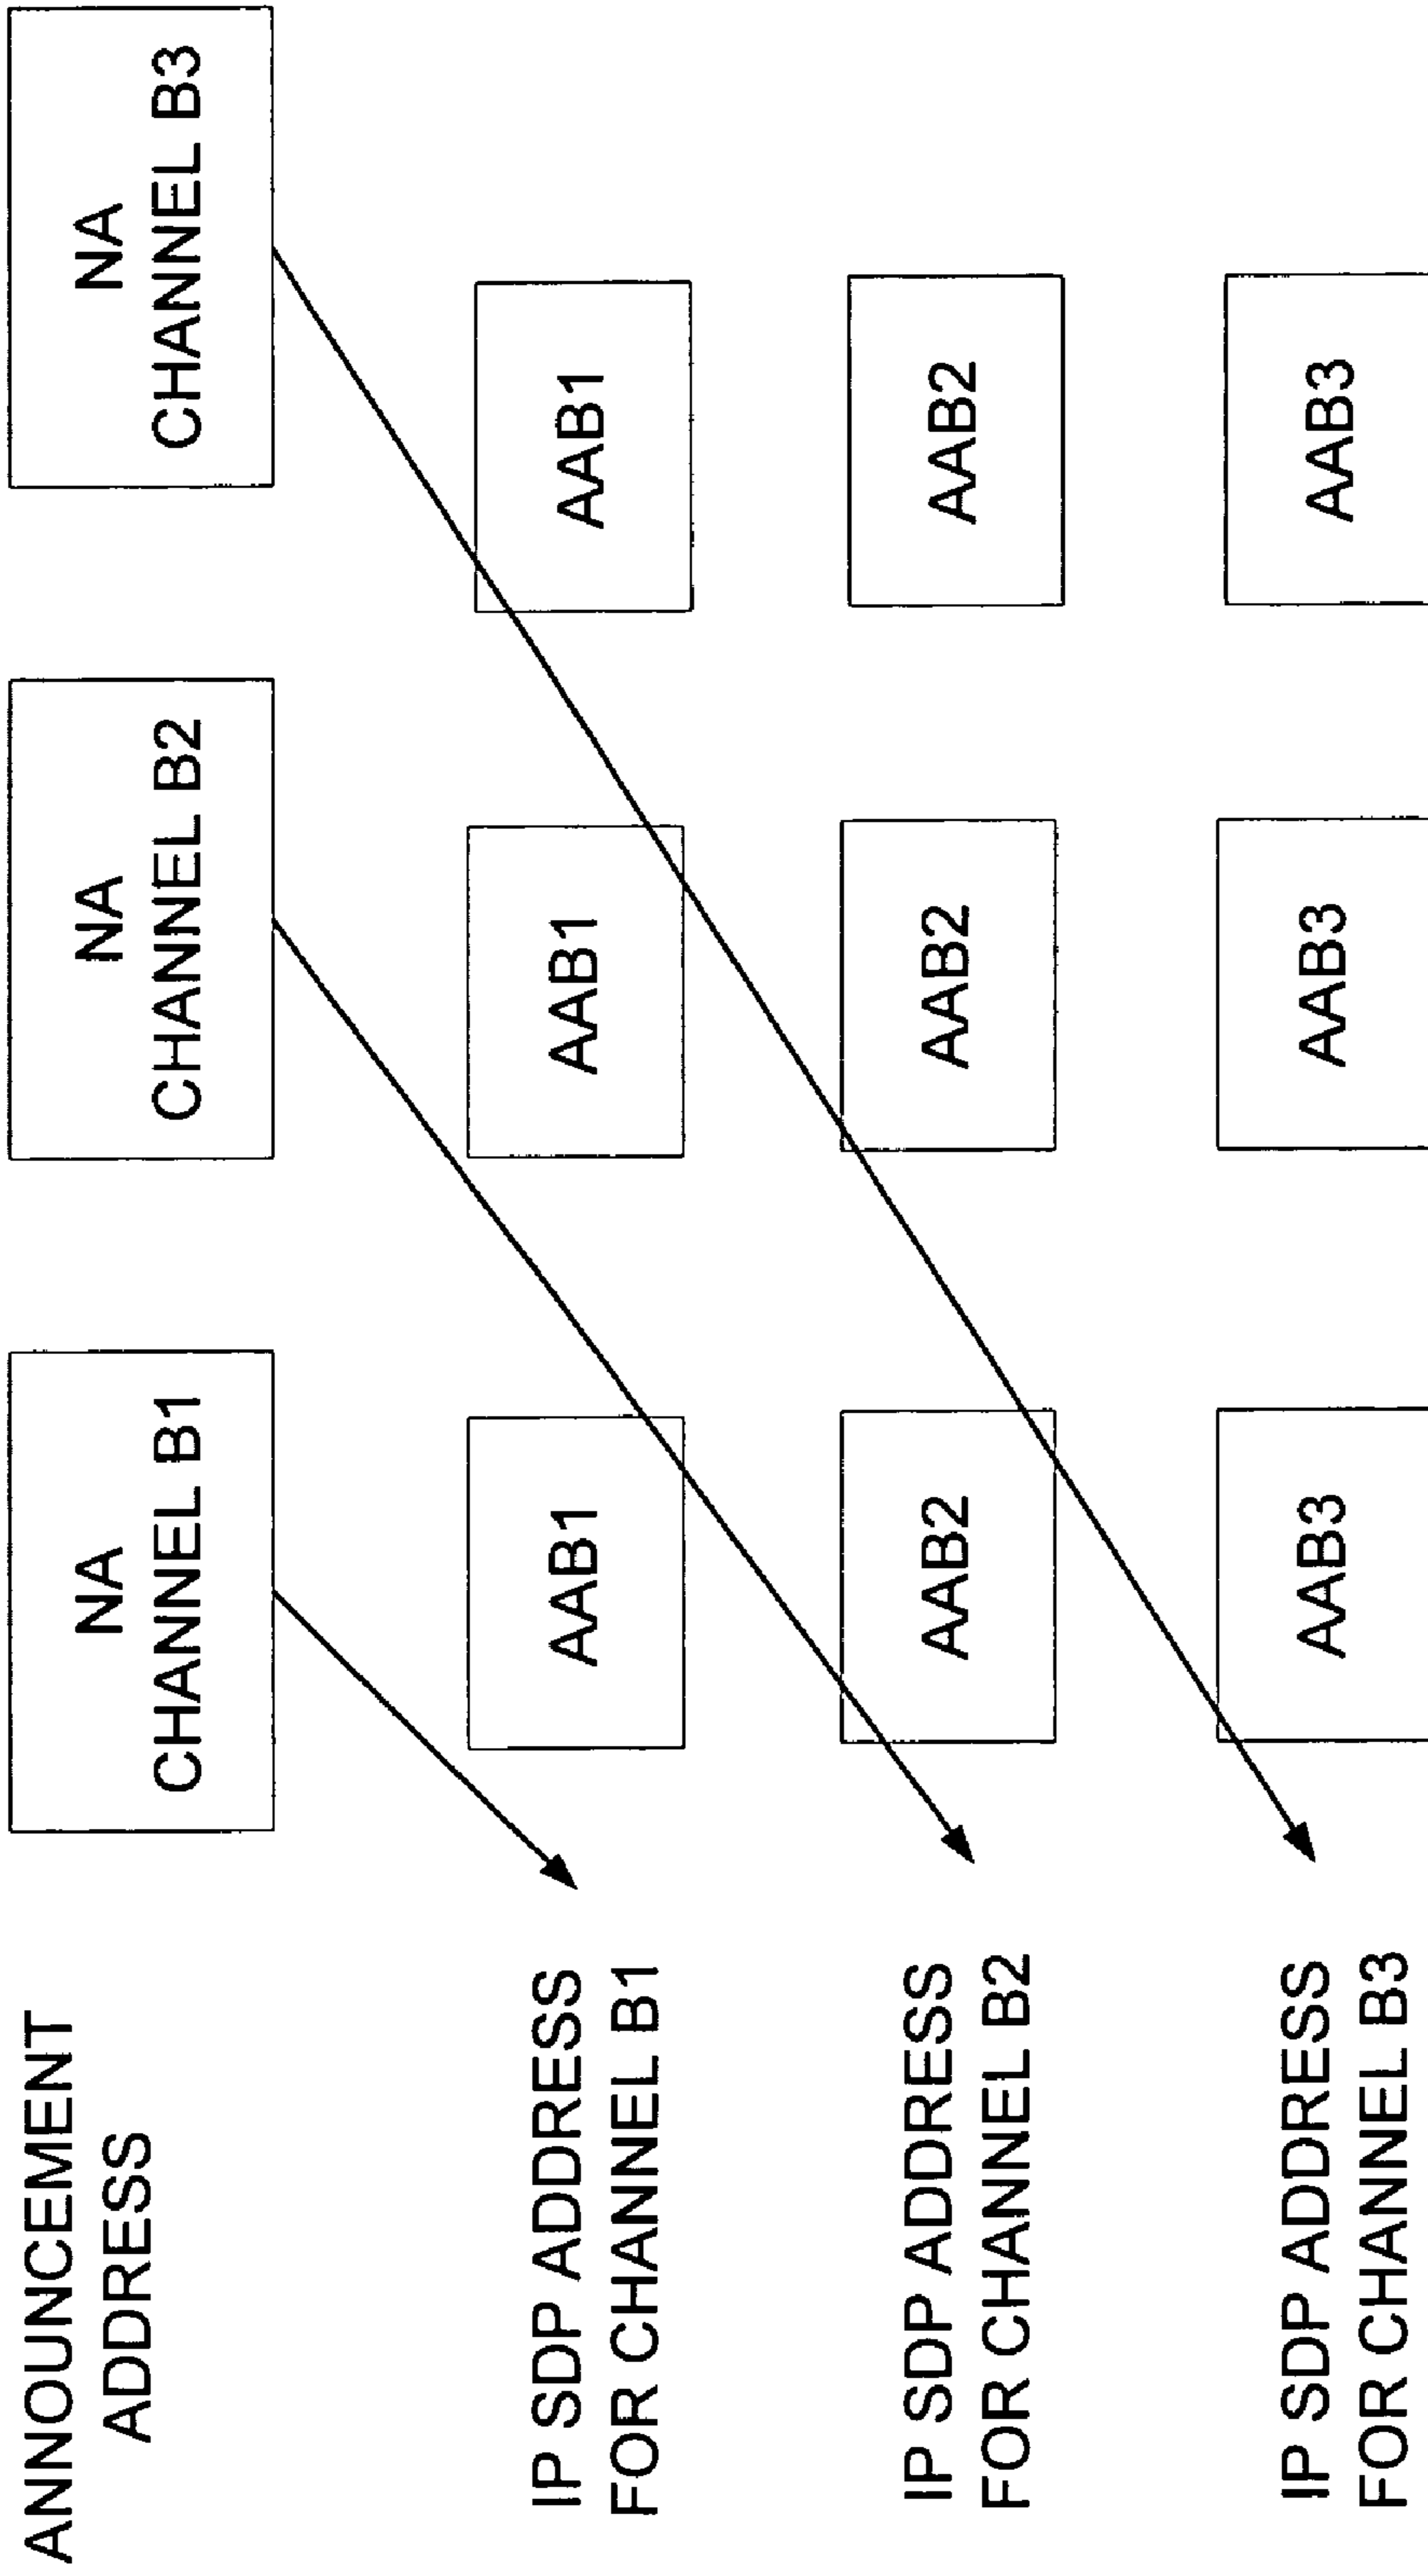 ANNOUNCEMENT
ADDRESS
NA
CHANNEL B1
NA
CHANNEL B2
NA
CHANNEL B3
IP SDP ADDRESS
FOR CHANNEL B1
AAB1
AAB1
AAB1
IP SDP ADDRESS
FOR CHANNEL B2
AAB2
AAB2
AAB2
IP SDP ADDRESS
FOR CHANNEL B3
AAB3
AAB3
AAB3